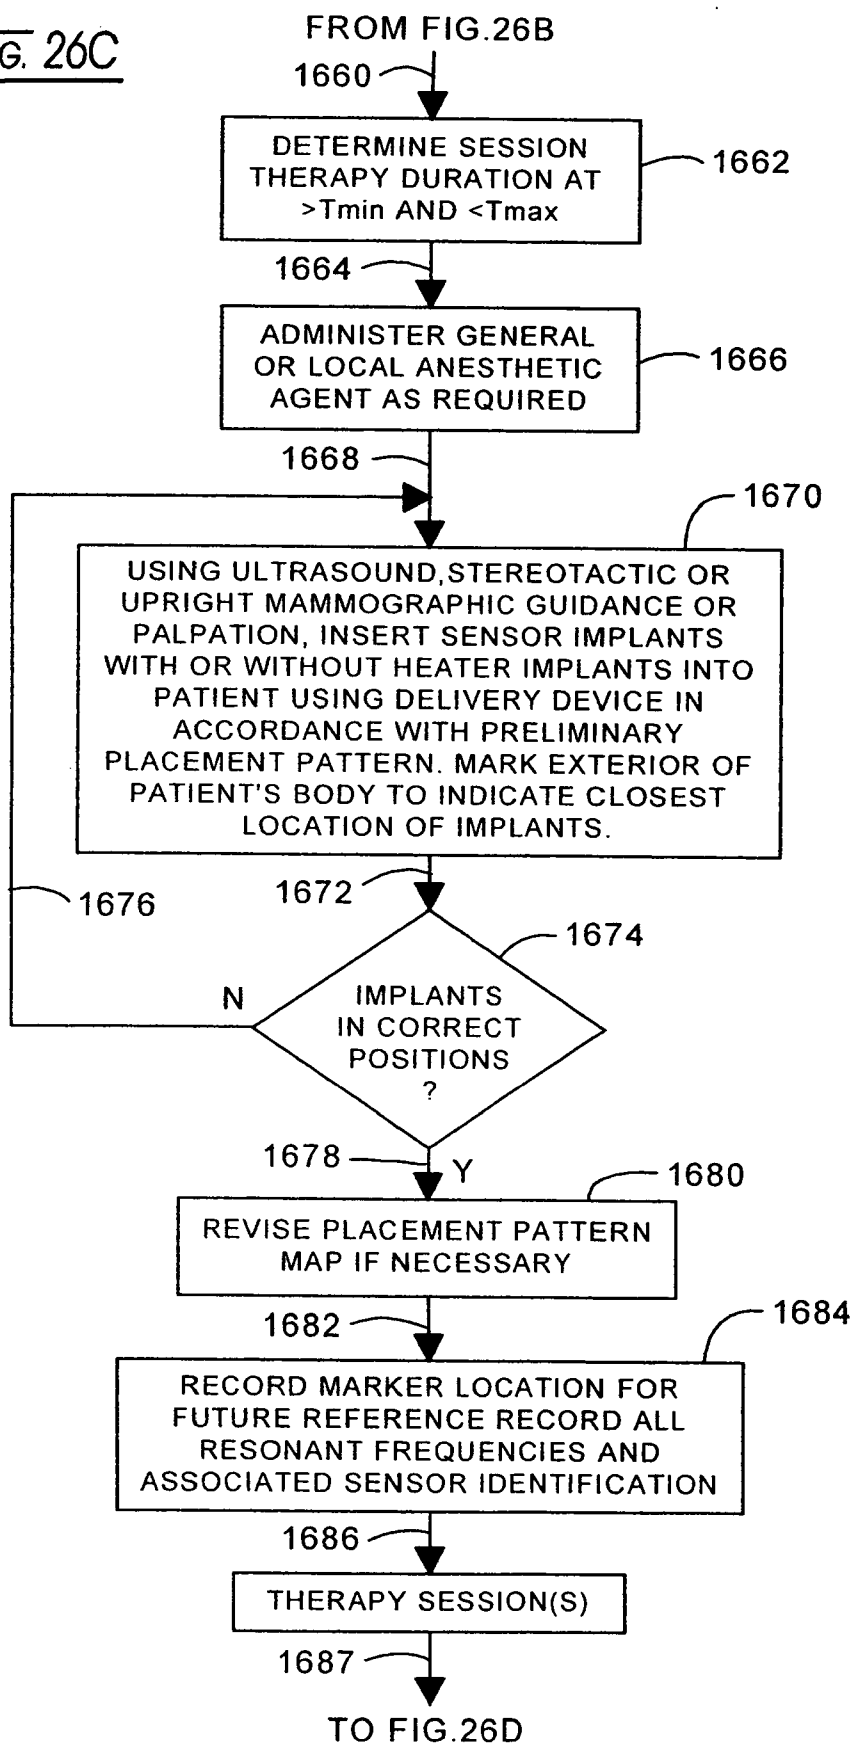 FROM FIG.26B
G. 26C
1660
DETERMINE SESSION
THERAPY DURATION AT
>Tmin AND <Tmax
1662
1664
ADMINISTER GENERAL
OR LOCAL ANESTHETIC
AGENT AS REQUIRED
1666
1668
1670
USING ULTRASOUND,STEREOTACTIC OR
UPRIGHT MAMMOGRAPHIC GUIDANCE OR
PALPATION, INSERT SENSOR IMPLANTS
WITH OR WITHOUT HEATER IMPLANTS INTO
PATIENT USING DELIVERY DEVICE IN
ACCORDANCE WITH PRELIMINARY
PLACEMENT PATTERN. MARK EXTERIOR OF
PATIENT'S BODY TO INDICATE CLOSEST
LOCATION OF IMPLANTS.
1672
1676
1674
N
IMPLANTS
IN CORRECT
POSITIONS
?
1678
Y
1680
REVISE PLACEMENT PATTERN
MAP IF NECESSARY
1682
1684
RECORD MARKER LOCATION FOR
FUTURE REFERENCE RECORD ALL
RESONANT FREQUENCIES AND
ASSOCIATED SENSOR IDENTIFICATION
1686
THERAPY SESSION(S)
1687
TO FIG.26D